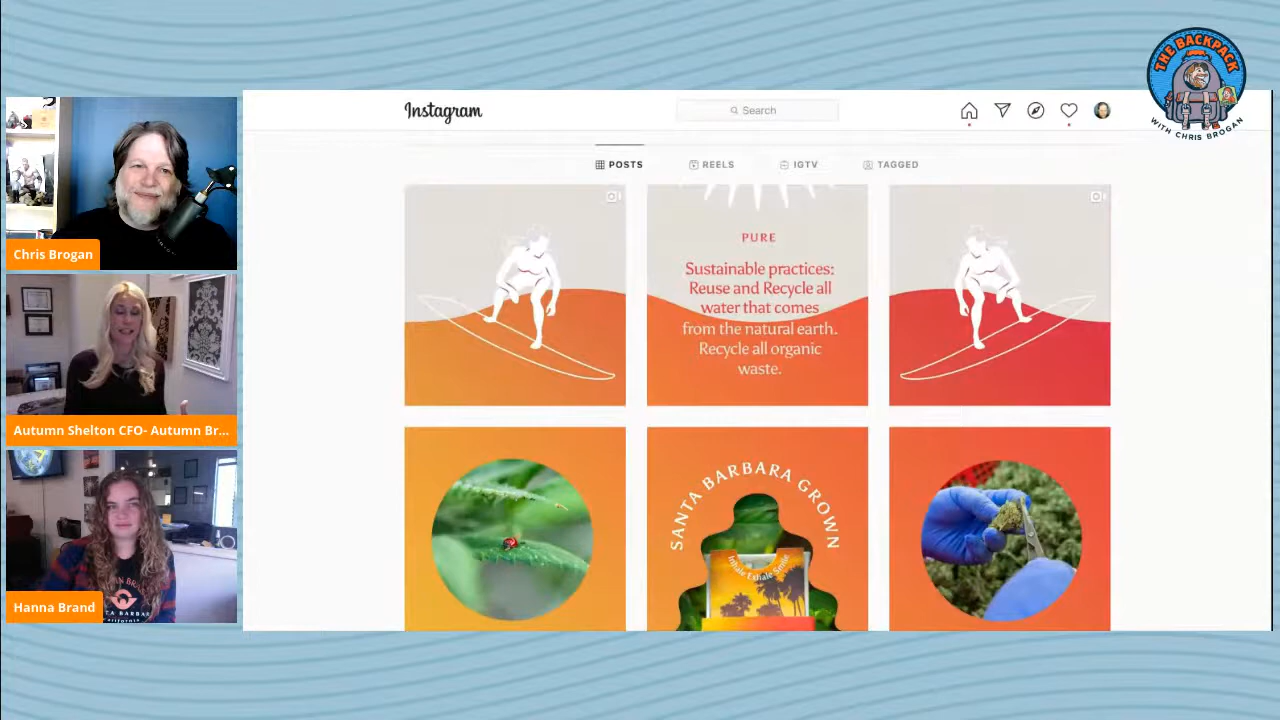 THE BACKPACK
WITH CHRIS BROGAN
Instagram
Search
POSTS
REELS
IGTV
TAGGED
PURE
Sustainable practices:
Reuse and Recycle all
water that comes
from the natural earth.
Recycle all organic
waste.
SANTA BARBARA GROWN
Inhale Exhale
Chris Brogan
Autumn Shelton CFO- Autumn Br...
Hanna Brand